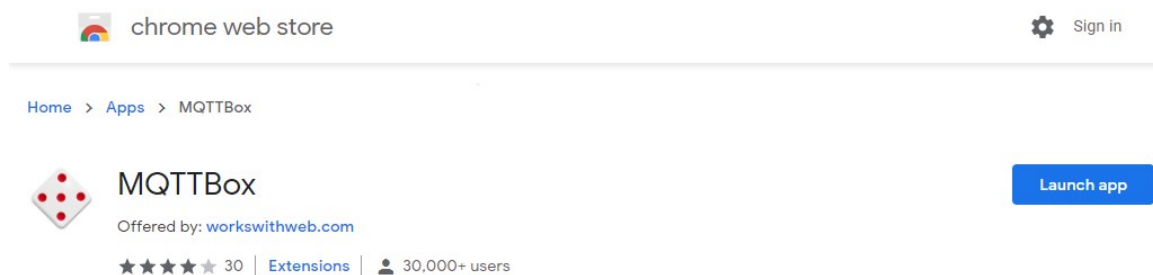 chrome web store
Sign in
Home > Apps > MQTTBox
MQTTBox
Launch app
Offered by: workswithweb.com
30 | Extensions | 30,000+ users